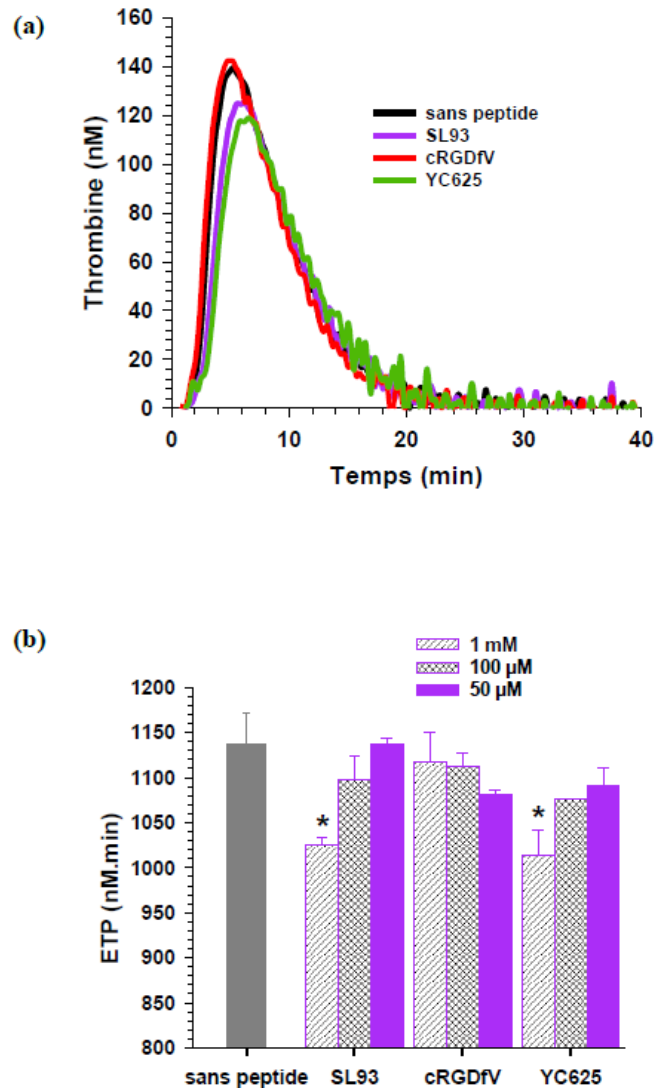 (a)
160
140
120
100
80
60
40
20
0
Thrombine (nM)
sans peptide
SL93
cRGDfV
YC625
0 10 20 30 40
Temps (min)
(b)
1 mM
100 µM
50 µM
1200
1150
1100
1050
1000
950
900
850
800
ETP (nM.min)
*
*
sans peptide SL93 cRGDfV YC625